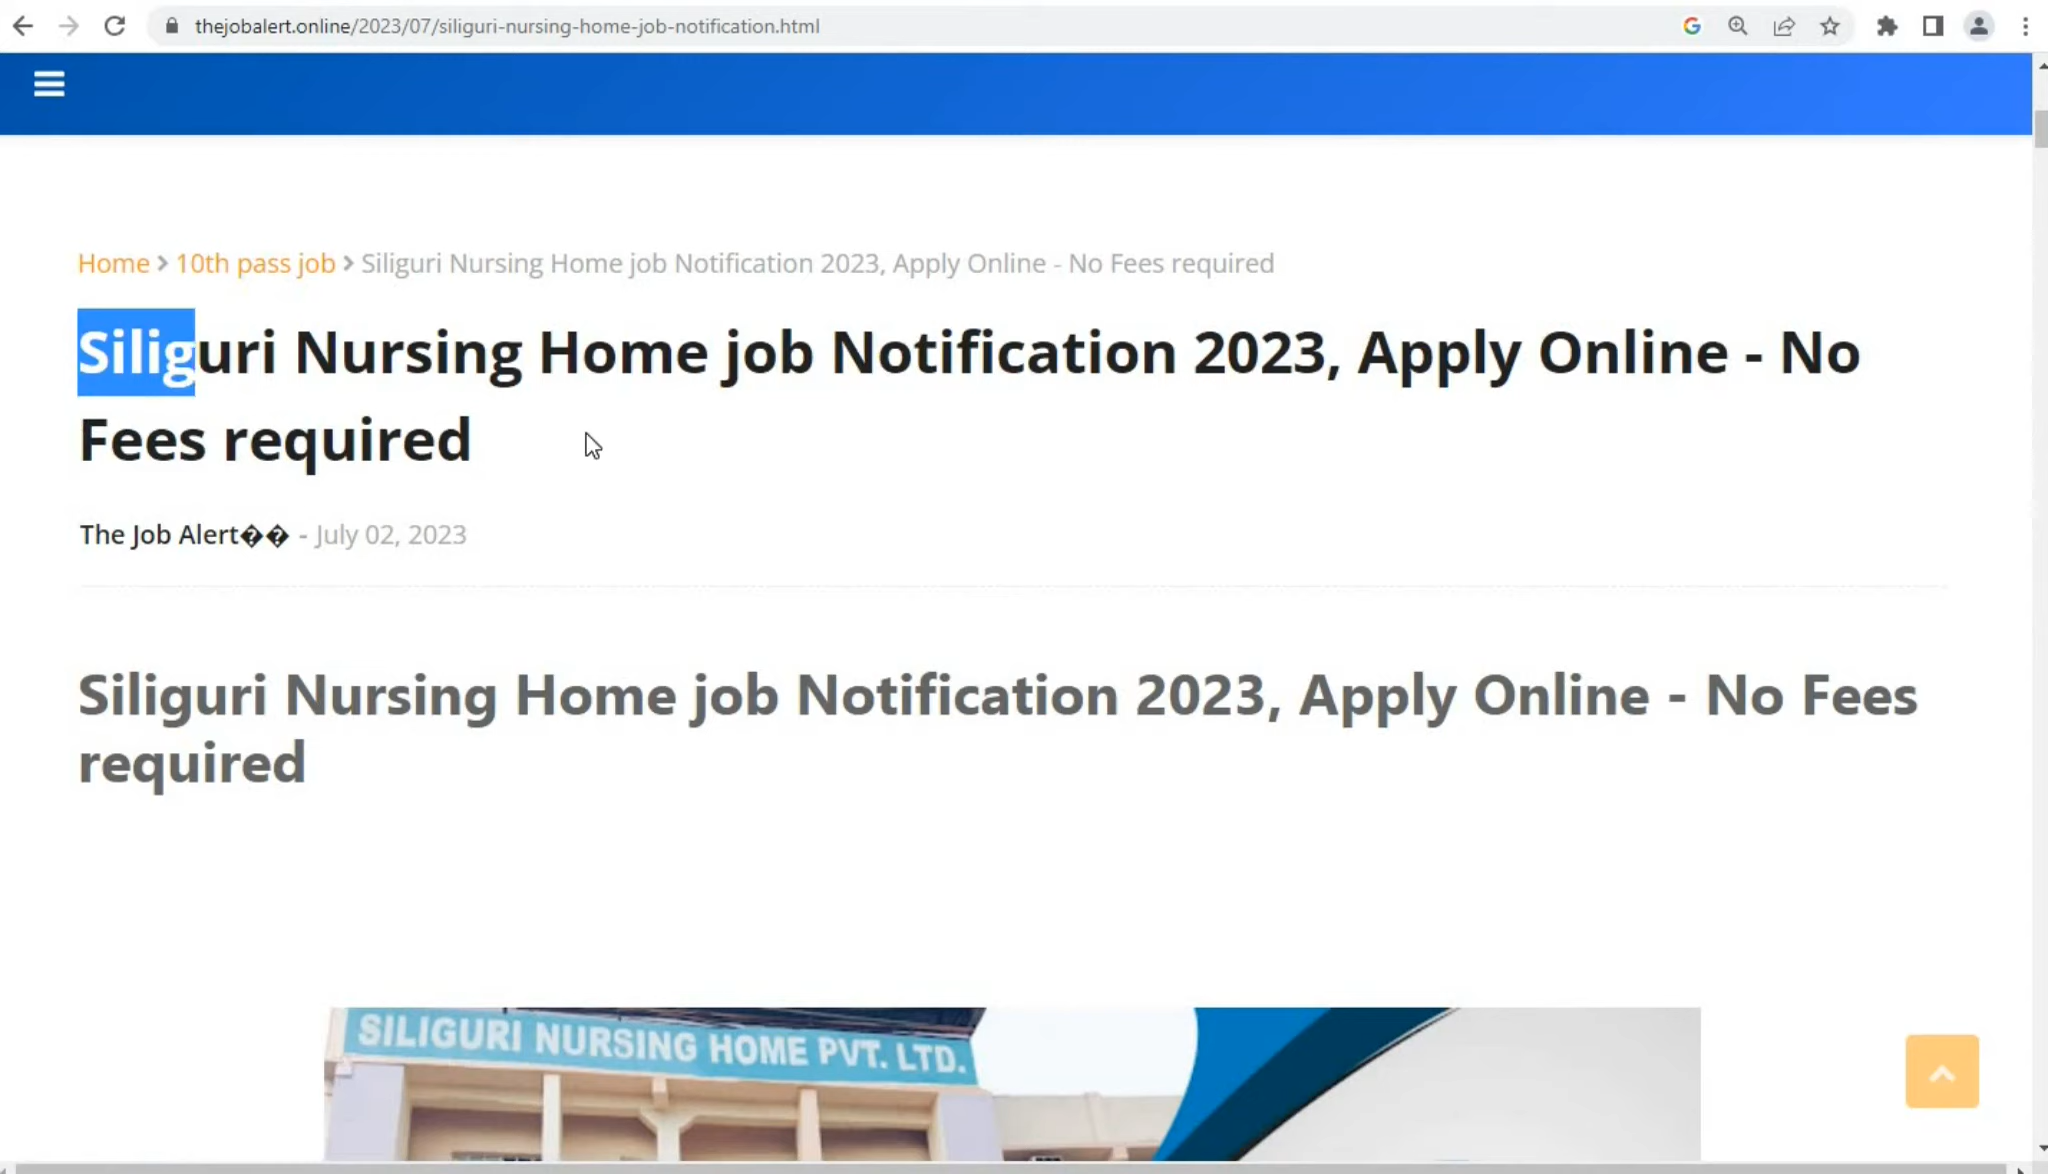 thejobalert.online/2023/07/siliguri-nursing-home-job-notification.html
Home > 10th pass job > Siliguri Nursing Home job Notification 2023, Apply Online - No Fees required
Siliguri Nursing Home job Notification 2023, Apply Online - No
Fees required
The Job Alert�� - July 02, 2023
Siliguri Nursing Home job Notification 2023, Apply Online - No Fees
required
SILIGURI NURSING HOME PVT. LTD.